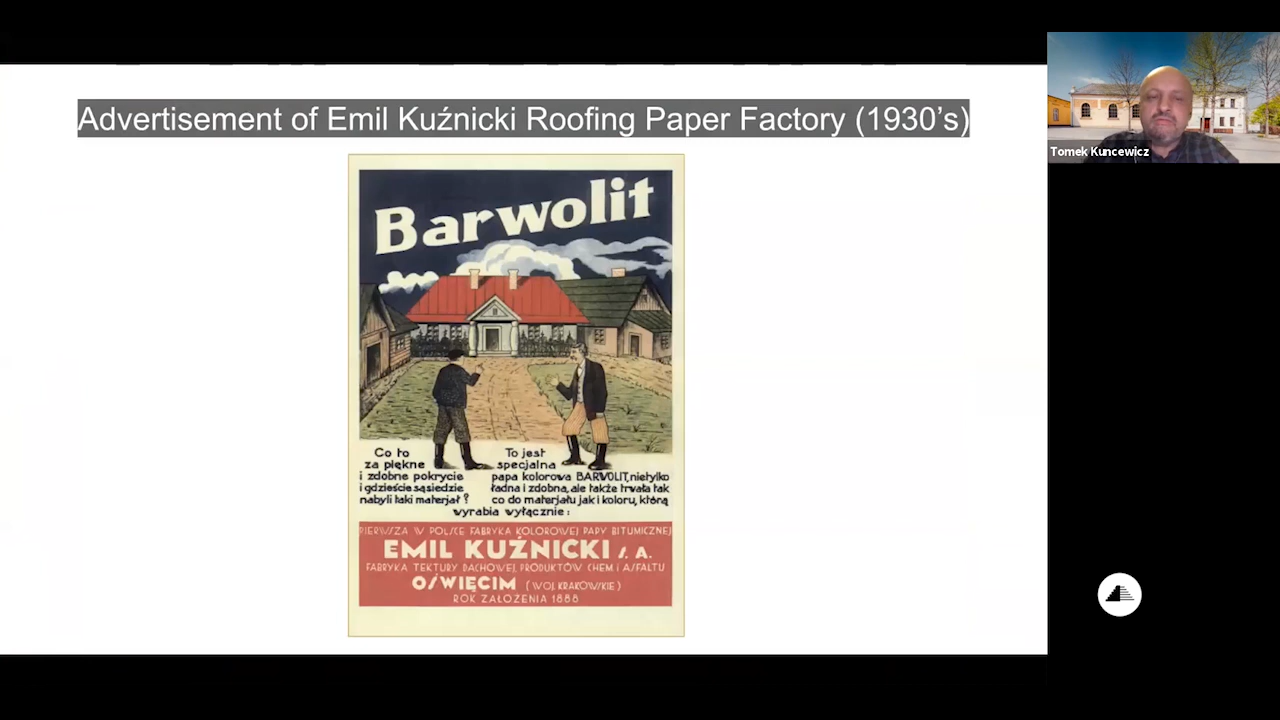 Advertisement of Emil Kuźnicki Roofing Paper Factory (1930's)
Tomek Kuncewicz
Barwolit
Co to
za piękne
i zdobne pokrycie
i gdzieście sąsiedzie
nabyli taki materjał?
To jest
specjalna
papa kolorowa BARWOLIT, nietylko
ładna i zdobna, ale także trwała tak
co do materjału jak i koloru, którą
wyrabia wyłącznie:
PIERWSZA W POLSCE FABRYKA KOLOROWEJ PAPY BITUMICZNEJ
EMIL KUŹNICKI S. A.
FABRYKA TEKTURY DACHOWEJ, PRODUKTÓW CHEM i ASFALTU
OŚWIĘCIM (WOJ. KRAKOWSKIE)
ROK ZAŁOŻENIA 1888